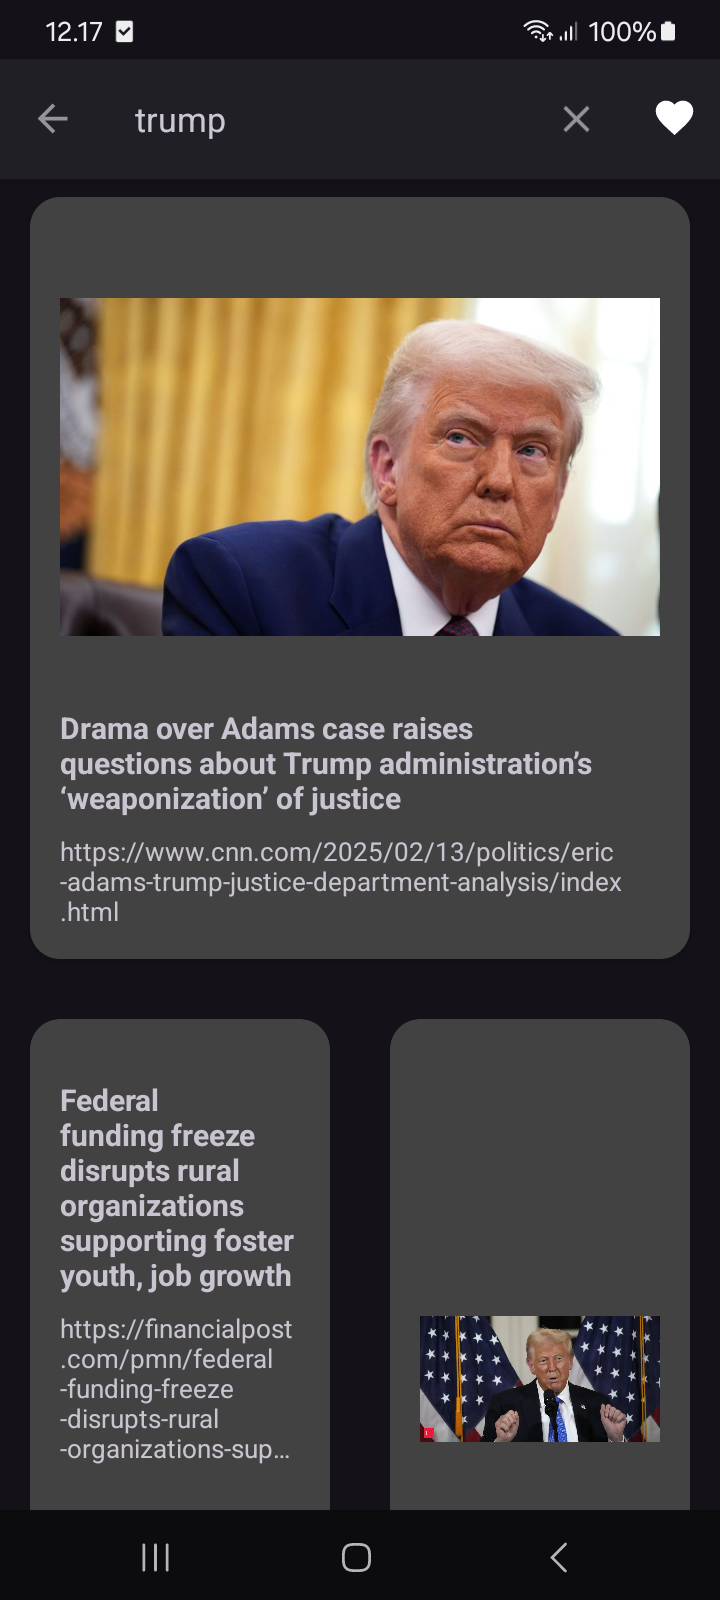 12.17
100%
trump
Drama over Adams case raises
questions about Trump administration’s
‘weaponization’ of justice
https://www.cnn.com/2025/02/13/politics/eric
-adams-trump-justice-department-analysis/index
.html
Federal
funding freeze
disrupts rural
organizations
supporting foster
youth, job growth
https://financialpost
.com/pmn/federal
-funding-freeze
-disrupts-rural
-organizations-sup…